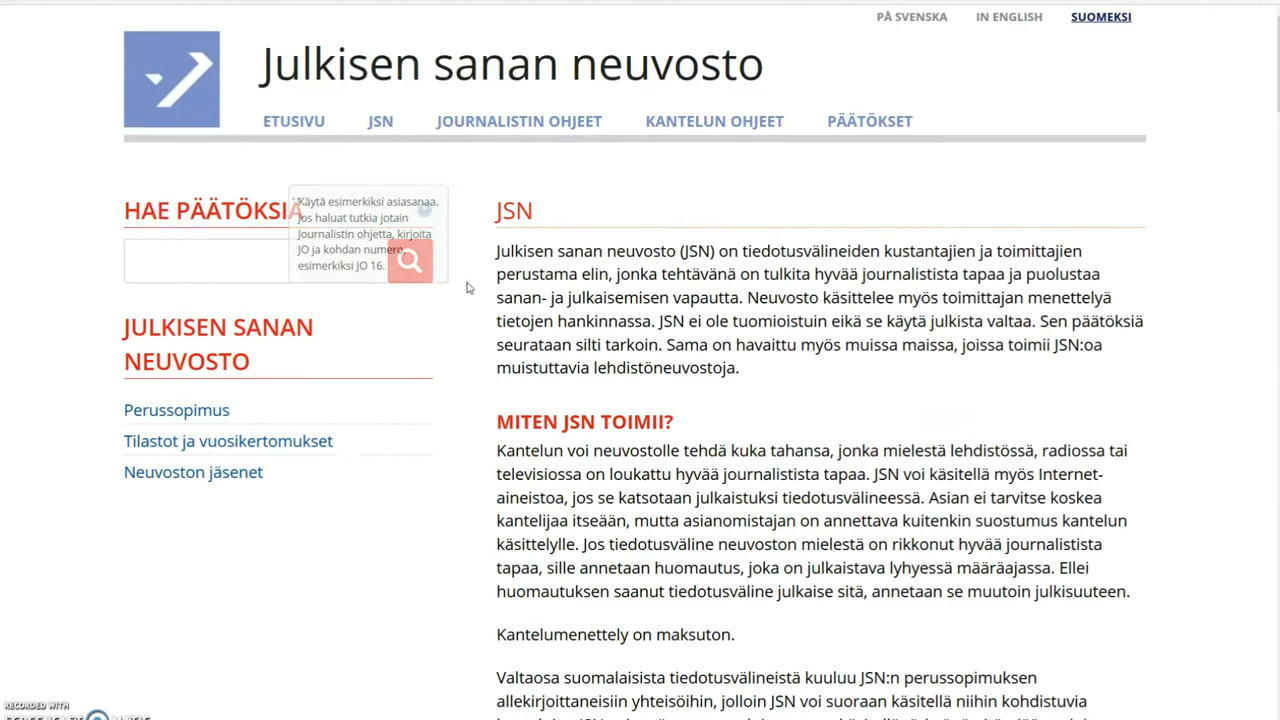 PÅ SVENSKA IN ENGLISH SUOMEKSI
Julkisen sanan neuvosto
ETUSIVU JSN JOURNALISTIN OHJEET KANTELUN OHJEET PÄÄTÖKSET
HAE PÄÄTÖKSIÄ
Käytä esimerkiksi asiasanaa.
Jos haluat tutkia jotain
Journalistin ohjetta, kirjoita
JO ja kohdan numero,
esimerkiksi JO 16.
JULKISEN SANAN
NEUVOSTO
Perussopimus
Tilastot ja vuosikertomukset
Neuvoston jäsenet
JSN
Julkisen sanan neuvosto (JSN) on tiedotusvälineiden kustantajien ja toimittajien
perustama elin, jonka tehtävänä on tulkita hyvää journalistista tapaa ja puolustaa
sanan- ja julkaisemisen vapautta. Neuvosto käsittelee myös toimittajan menettelyä
tietojen hankinnassa. JSN ei ole tuomioistuin eikä se käytä julkista valtaa. Sen päätöksiä
seurataan silti tarkoin. Sama on havaittu myös muissa maissa, joissa toimii JSN:oa
muistuttavia lehdistöneuvostoja.
MITEN JSN TOIMII?
Kantelun voi neuvostolle tehdä kuka tahansa, jonka mielestä lehdistössä, radiossa tai
televisiossa on loukattu hyvää journalistista tapaa. JSN voi käsitellä myös Internet-
aineistoa, jos se katsotaan julkaistuksi tiedotusvälineessä. Asian ei tarvitse koskea
kantelijaa itseään, mutta asianomistajan on annettava kuitenkin suostumus kantelun
käsittelylle. Jos tiedotusväline neuvoston mielestä on rikkonut hyvää journalistista
tapaa, sille annetaan huomautus, joka on julkaistava lyhyessä määräajassa. Ellei
huomautuksen saanut tiedotusväline julkaise sitä, annetaan se muutoin julkisuuteen.
Kantelumenettely on maksuton.
Valtaosa suomalaisista tiedotusvälineistä kuuluu JSN:n perussopimuksen
allekirjoittaneisiin yhteisöihin, jolloin JSN voi suoraan käsitellä niihin kohdistuvia
RECORDED WITH